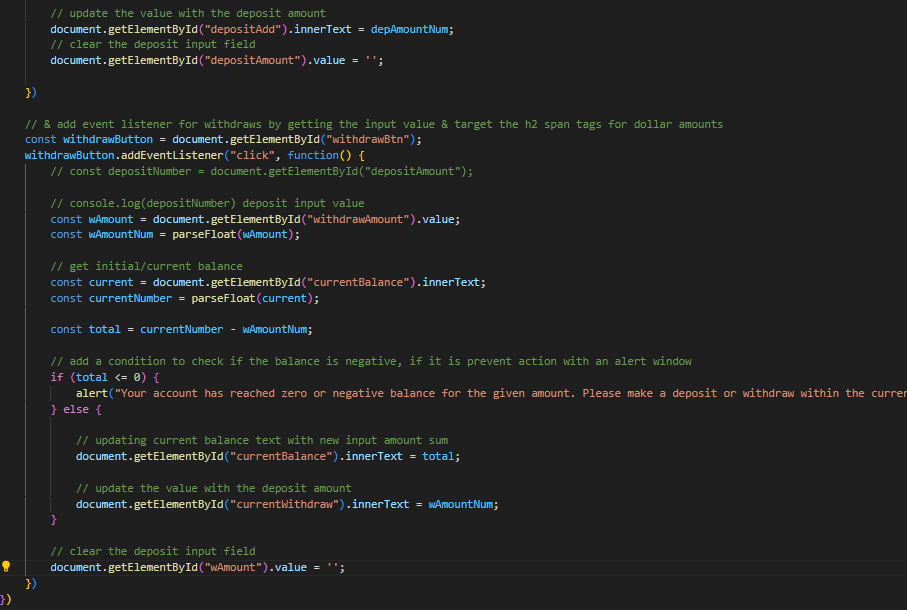 // update the value with the deposit amount
document.getElementById("depositAdd").innerText = depAmountNum;
// clear the deposit input field
document.getElementById("depositAmount").value = '';
})
// & add event listener for withdraws by getting the input value & target the h2 span tags for dollar amounts
const withdrawButton = document.getElementById("withdrawBtn");
withdrawButton.addEventListener("click", function() {
// const depositNumber = document.getElementById("depositAmount");
// console.log(depositNumber) deposit input value
const wAmount = document.getElementById("withdrawAmount").value;
const wAmountNum = parseFloat(wAmount);
// get initial/current balance
const current = document.getElementById("currentBalance").innerText;
const currentNumber = parseFloat(current);
const total = currentNumber - wAmountNum;
// add a condition to check if the balance is negative, if it is prevent action with an alert window
if (total <= 0) {
alert("Your account has reached zero or negative balance for the given amount. Please make a deposit or withdraw within the curren
} else {
// updating current balance text with new input amount sum
document.getElementById("currentBalance").innerText = total;
// update the value with the deposit amount
document.getElementById("currentWithdraw").innerText = wAmountNum;
}
// clear the deposit input field
document.getElementById("wAmount").value = '';
})
})